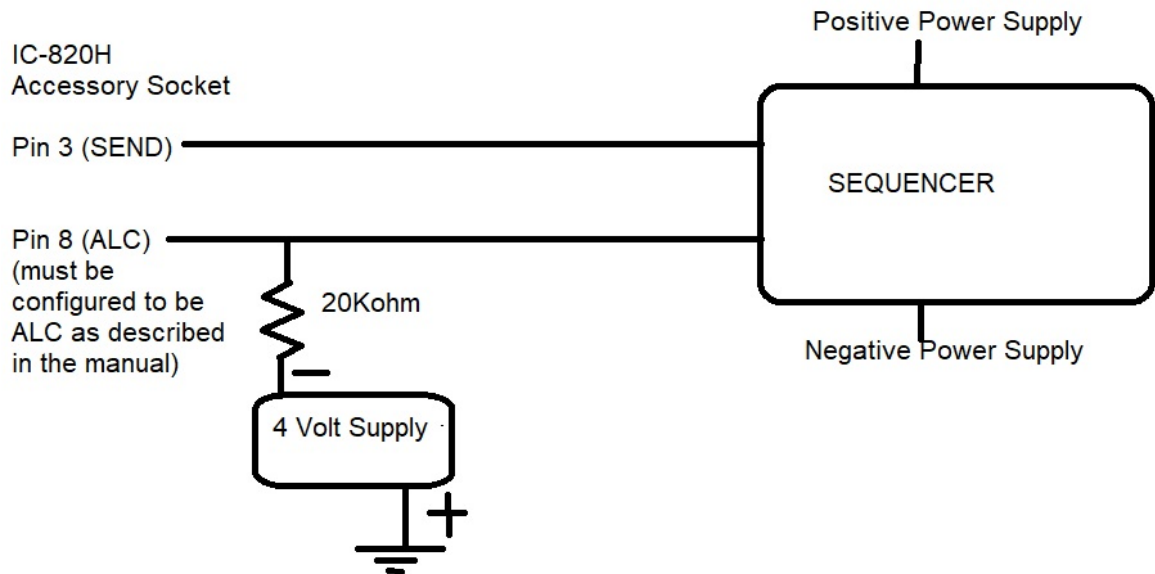 Positive Power Supply
IC-820H
Accessory Socket
Pin 3 (SEND)
SEQUENCER
Pin 8 (ALC)
(must be
configured to be
ALC as described
in the manual)
20Kohm
Negative Power Supply
−
4 Volt Supply
+